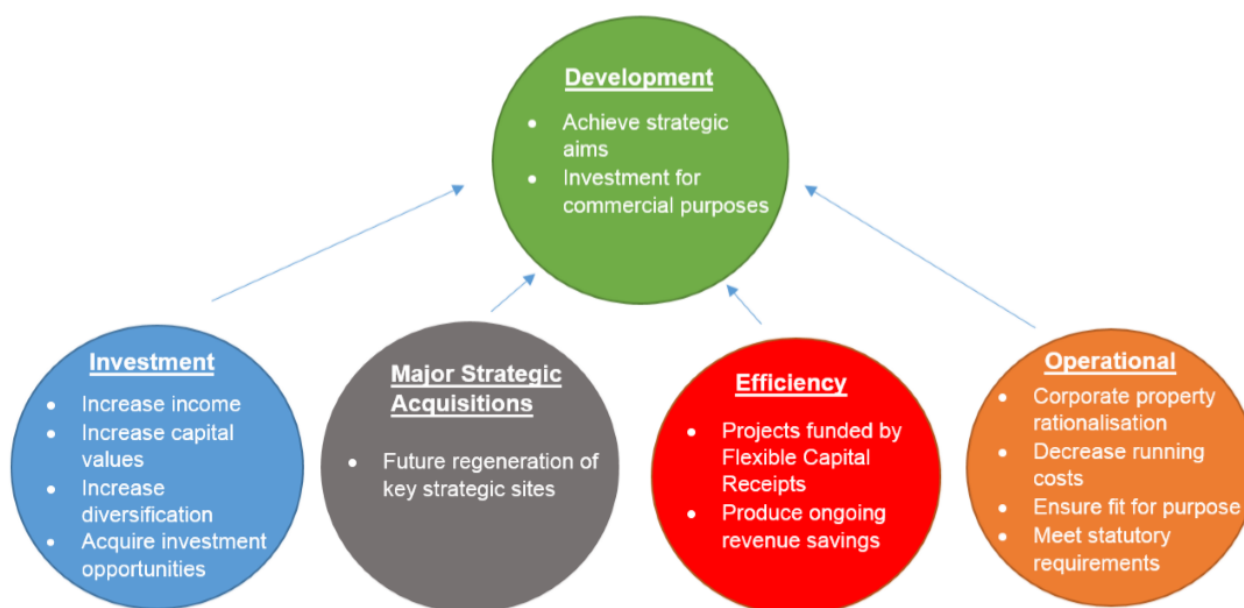 Development
• Achieve strategic
aims
• Investment for
commercial purposes
Investment
• Increase income
• Increase capital
values
• Increase
diversification
• Acquire investment
opportunities
Major Strategic
Acquisitions
• Future regeneration of
key strategic sites
Efficiency
• Projects funded by
Flexible Capital
Receipts
• Produce ongoing
revenue savings
Operational
• Corporate property
rationalisation
• Decrease running
costs
• Ensure fit for purpose
• Meet statutory
requirements